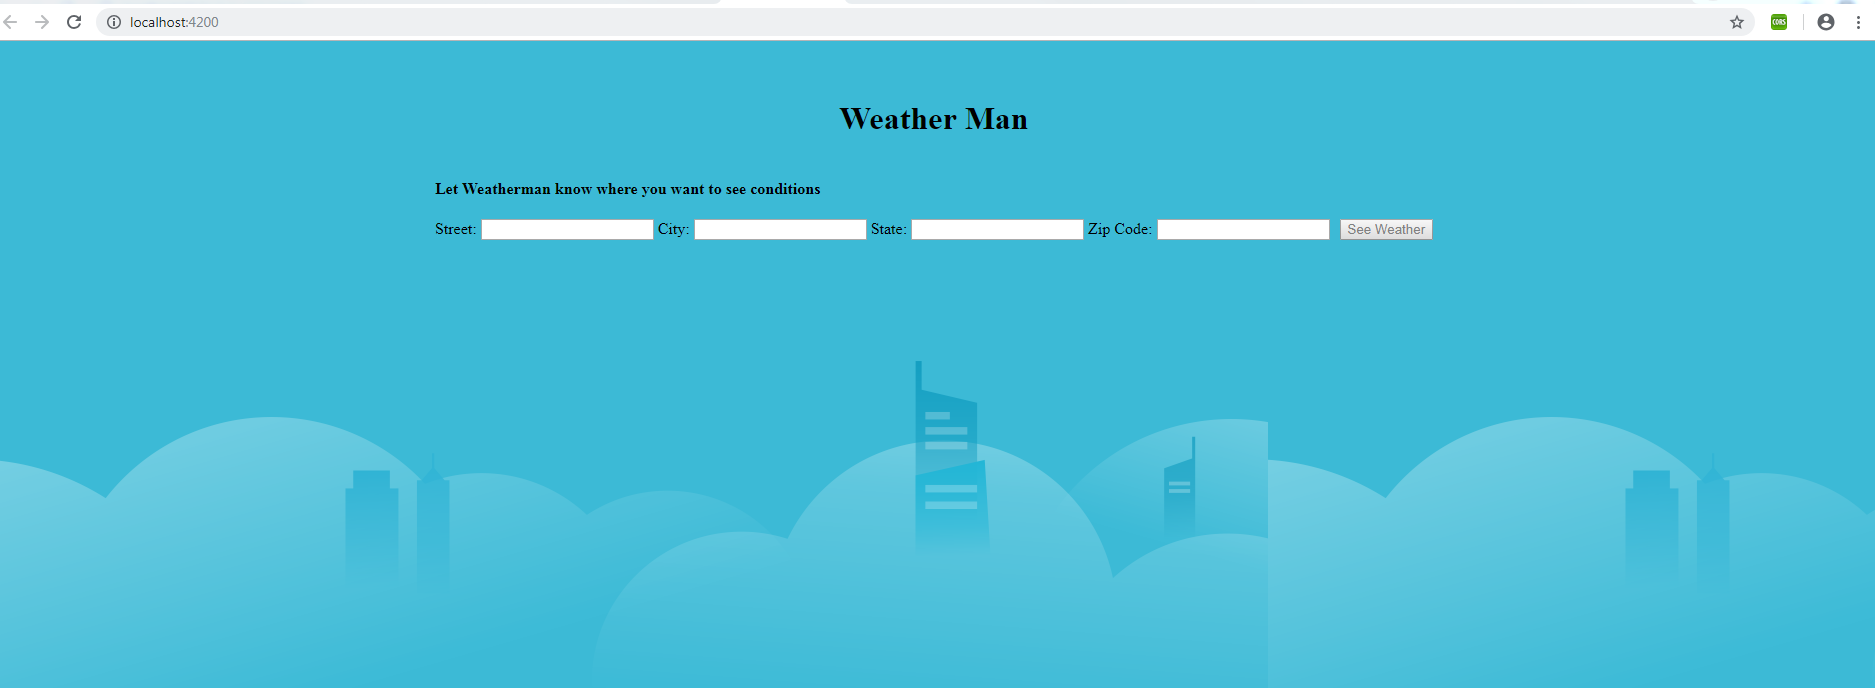 localhost:4200
CORS
Weather Man
Let Weatherman know where you want to see conditions
Street: City: State: Zip Code: See Weather